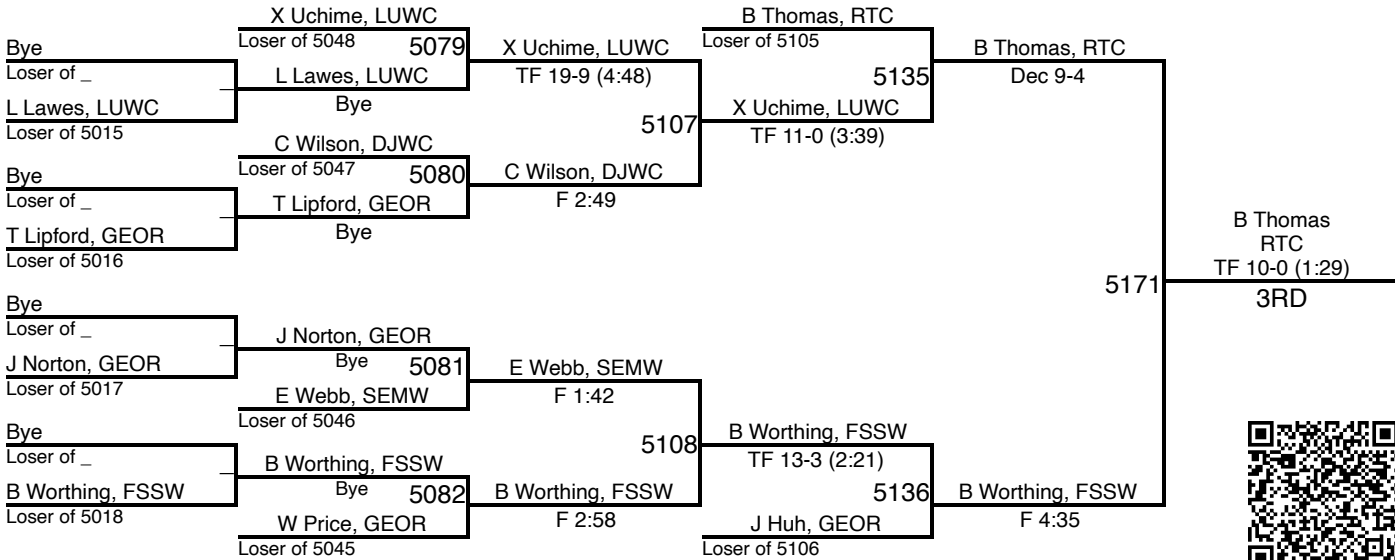 Bye
Loser of _
_
L Lawes, LUWC
Loser of 5015
Bye
Loser of _
_
T Lipford, GEOR
Loser of 5016
Bye
Loser of _
_
J Norton, GEOR
Loser of 5017
Bye
Loser of _
_
B Worthing, FSSW
Loser of 5018
X Uchime, LUWC
Loser of 5048
5079
L Lawes, LUWC
Bye
C Wilson, DJWC
Loser of 5047
5080
T Lipford, GEOR
Bye
J Norton, GEOR
Bye
5081
E Webb, SEMW
Loser of 5046
B Worthing, FSSW
Bye
5082
W Price, GEOR
Loser of 5045
X Uchime, LUWC
TF 19-9 (4:48)
5107
C Wilson, DJWC
F 2:49
E Webb, SEMW
F 1:42
5108
B Worthing, FSSW
F 2:58
B Thomas, RTC
Loser of 5105
5135
X Uchime, LUWC
TF 11-0 (3:39)
B Worthing, FSSW
TF 13-3 (2:21)
5136
J Huh, GEOR
Loser of 5106
B Thomas, RTC
Dec 9-4
5171
B Worthing, FSSW
F 4:35
B Thomas
RTC
TF 10-0 (1:29)
3RD